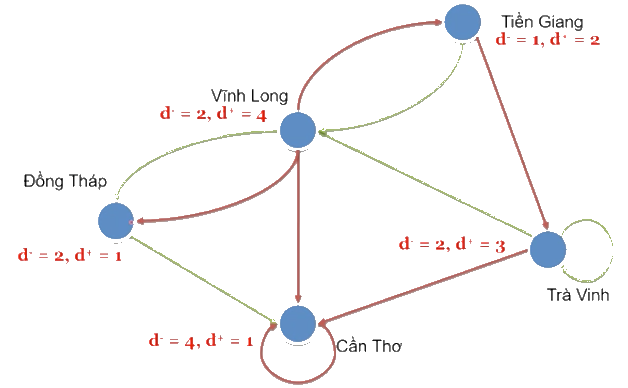 Tiền Giang
d⁻ = 1, d⁺ = 2
Vĩnh Long
d⁻ = 2, d⁺ = 4
Đồng Tháp
d⁻ = 2, d⁺ = 1
d⁻ = 2, d⁺ = 3
Trà Vinh
d⁻ = 4, d⁺ = 1
Cần Thơ